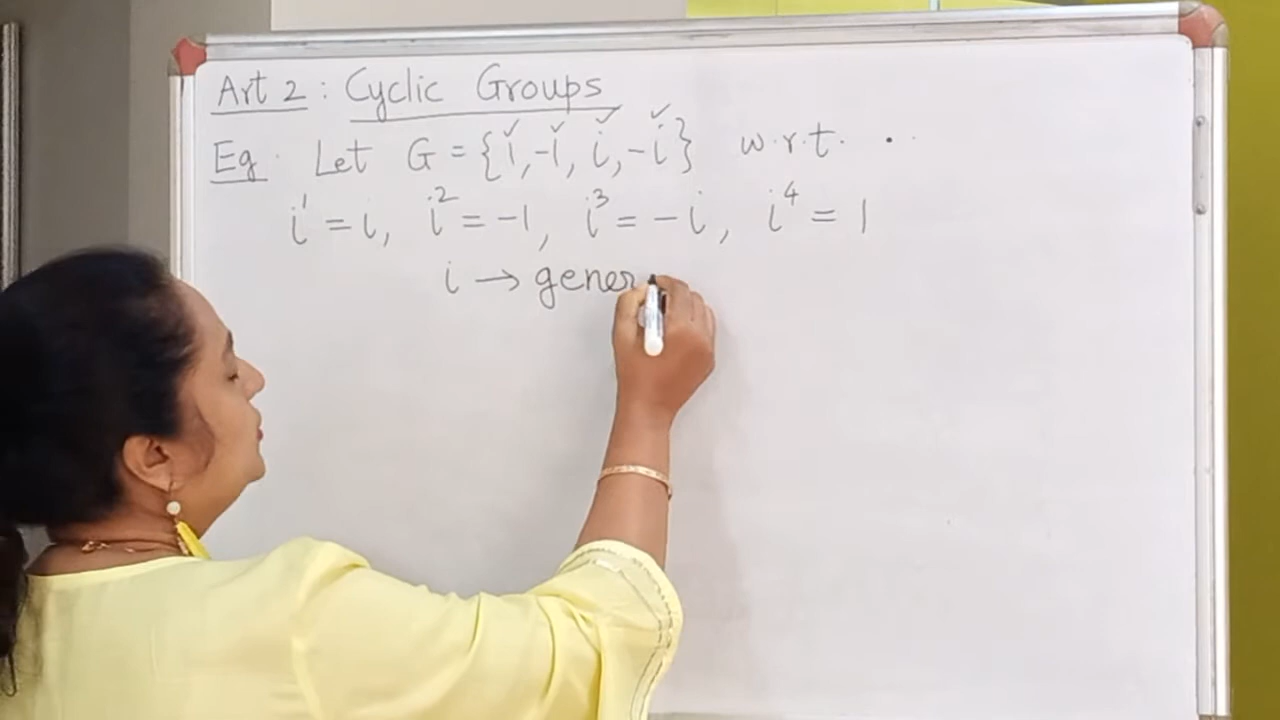 Art 2 : Cyclic Groups
Eg. Let G = {1, -1, i, -i} w.r.t. ·
i¹ = i, i² = -1, i³ = -i, i⁴ = 1
i → gener